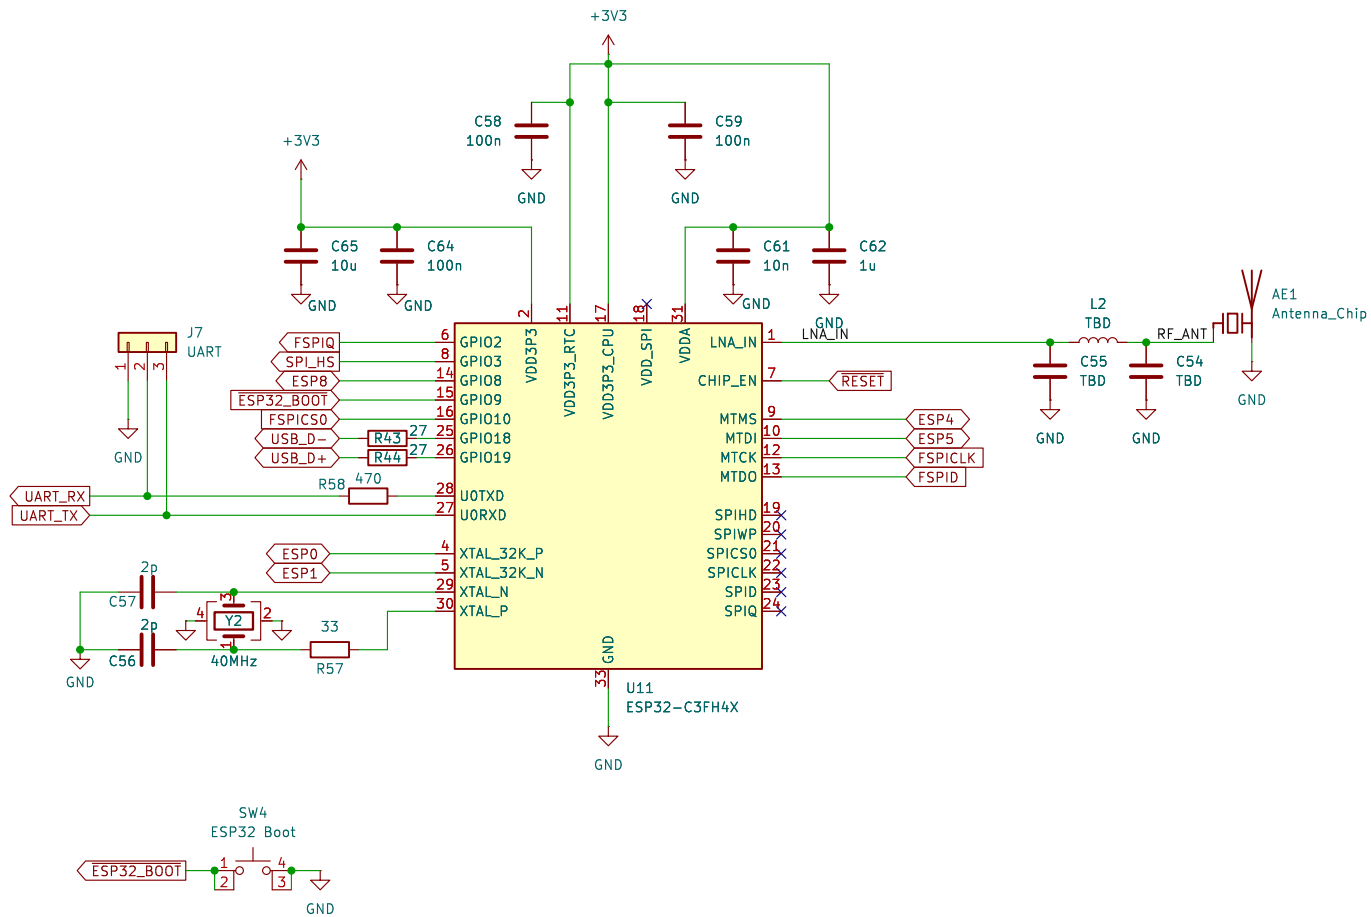 +3V3
C58
100n
C59
100n
+3V3
GND
GND
C65
10u
C64
100n
C61
10n
C62
1u
GND
GND
GND
GND
AE1
Antenna_Chip
L2
TBD
LNA_IN
RF_ANT
C55
TBD
C54
TBD
GND
GND
GND
J7
UART
1
2
3
GND
2
VDD3P3
11
VDD3P3_RTC
17
VDD3P3_CPU
18
VDD_SPI
31
VDDA
FSPIQ
6
GPIO2
SPI_HS
8
GPIO3
ESP8
14
GPIO8
ESP32_BOOT
15
GPIO9
FSPICS0
16
GPIO10
USB_D-
R43
27
25
GPIO18
USB_D+
R44
27
26
GPIO19
R58
470
UART_RX
28
U0TXD
UART_TX
27
U0RXD
ESP0
4
XTAL_32K_P
ESP1
5
XTAL_32K_N
29
XTAL_N
30
XTAL_P
LNA_IN
1
CHIP_EN
7
RESET
MTMS
9
ESP4
MTDI
10
ESP5
MTCK
12
FSPICLK
MTDO
13
FSPID
SPIHD
19
SPIWP
20
SPICS0
21
SPICLK
22
SPID
23
SPIQ
24
2p
C57
2p
C56
GND
3
4
Y2
2
1
40MHz
33
R57
GND
33
U11
ESP32-C3FH4X
GND
SW4
ESP32 Boot
ESP32_BOOT
1
4
2
3
GND